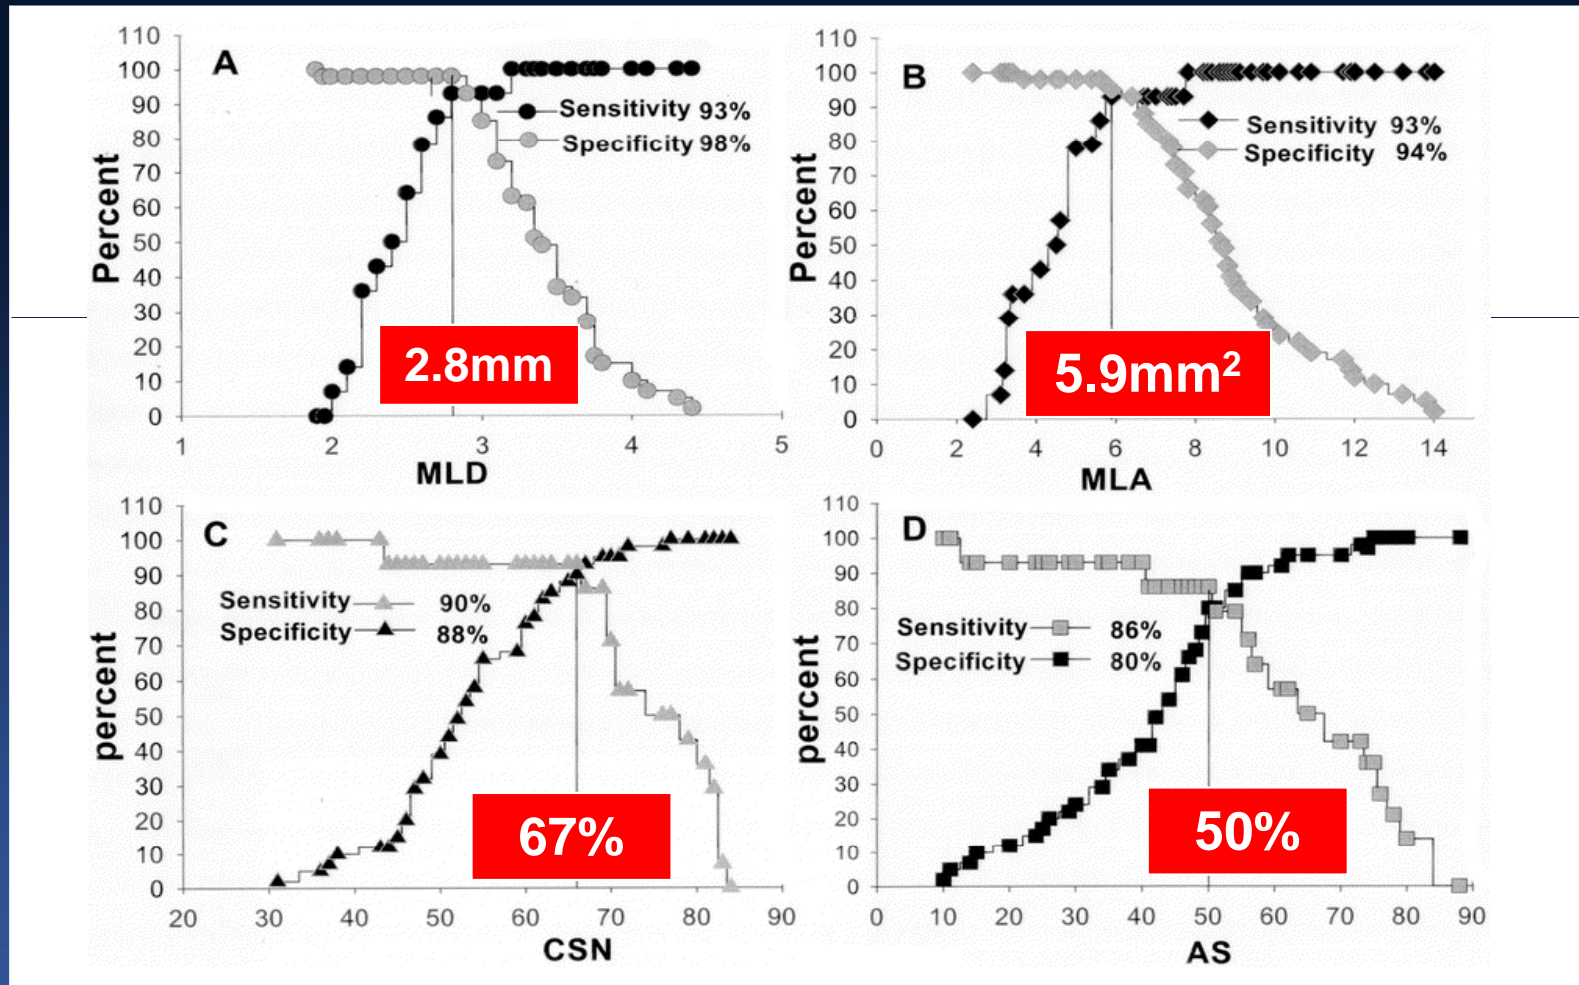 A
Percent
110
100
90
80
70
60
50
40
30
20
10
0
Sensitivity 93%
Specificity 98%
2.8mm
1 2 3 4 5
MLD
B
Percent
110
100
90
80
70
60
50
40
30
20
10
0
Sensitivity 93%
Specificity 94%
5.9mm²
0 2 4 6 8 10 12 14
MLA
C
percent
110
100
90
80
70
60
50
40
30
20
10
0
Sensitivity 90%
Specificity 88%
67%
20 30 40 50 60 70 80 90
CSN
D
percent
110
100
90
80
70
60
50
40
30
20
10
0
Sensitivity 86%
Specificity 80%
50%
0 10 20 30 40 50 60 70 80 90
AS